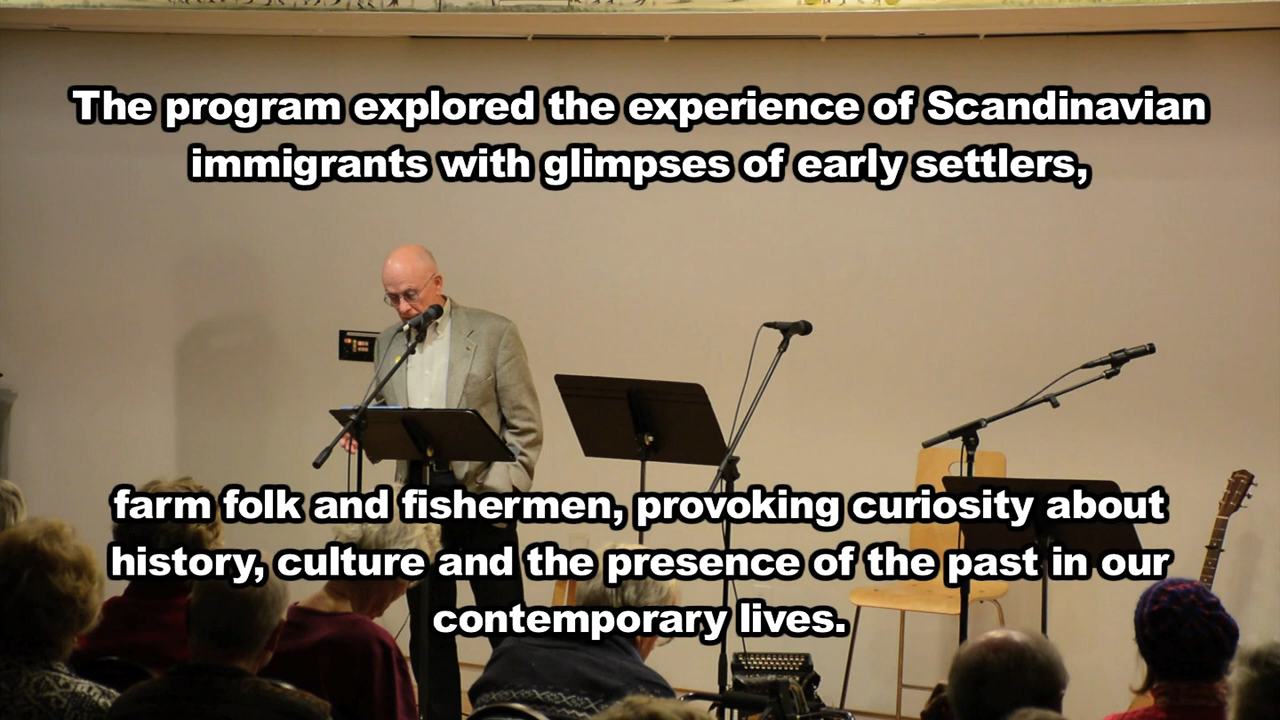 The program explored the experience of Scandinavian
immigrants with glimpses of early settlers,
farm folk and fishermen, provoking curiosity about
history, culture and the presence of the past in our
contemporary lives.